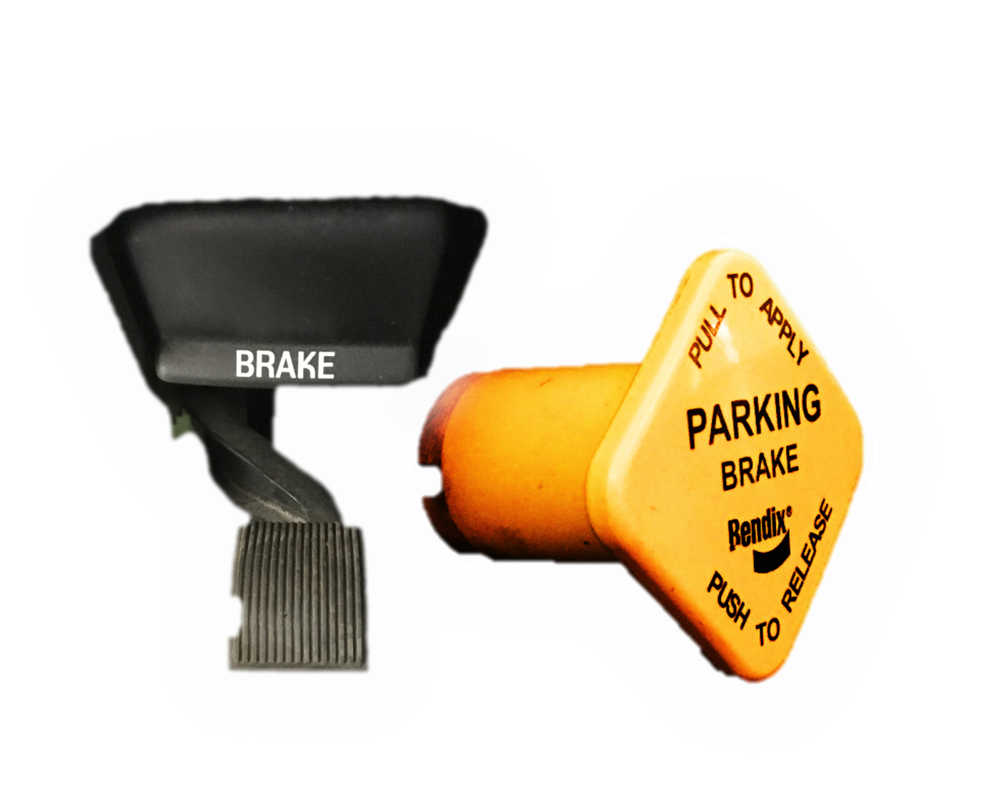 BRAKE
PULL TO APPLY
PARKING
BRAKE
Bendix®
PUSH TO RELEASE